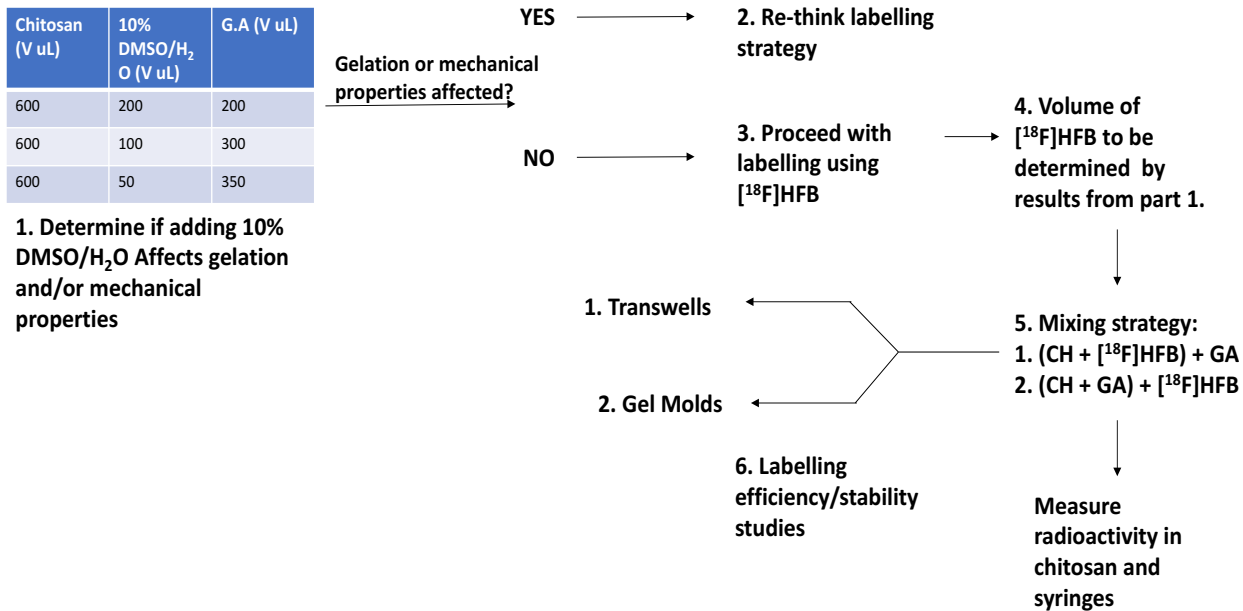 Chitosan (V uL)
10% DMSO/H₂O (V uL)
G.A (V uL)
600 200 200
600 100 300
600 50 350
1. Determine if adding 10%
DMSO/H₂O Affects gelation
and/or mechanical
properties
Gelation or mechanical
properties affected?
YES
2. Re-think labelling
strategy
NO
3. Proceed with
labelling using
[¹⁸F]HFB
4. Volume of
[¹⁸F]HFB to be
determined by
results from part 1.
5. Mixing strategy:
1. (CH + [¹⁸F]HFB) + GA
2. (CH + GA) + [¹⁸F]HFB
1. Transwells
2. Gel Molds
6. Labelling
efficiency/stability
studies
Measure
radioactivity in
chitosan and
syringes